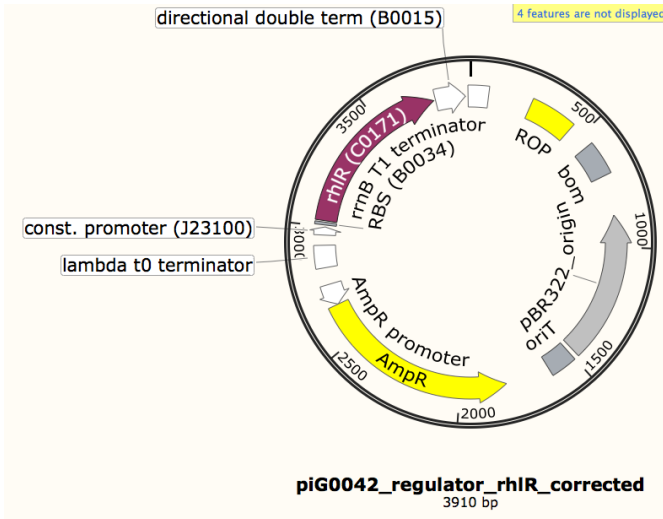 directional double term (B0015)
4 features are not displayed
3500
500
rhlR (C0171)
rrnB T1 terminator
RBS (B0034)
ROP
bom
const. promoter (J23100)
3000
1000
lambda t0 terminator
pBR322_origin
oriT
AmpR promoter
AmpR
2500
1500
2000
piG0042_regulator_rhlR_corrected
3910 bp